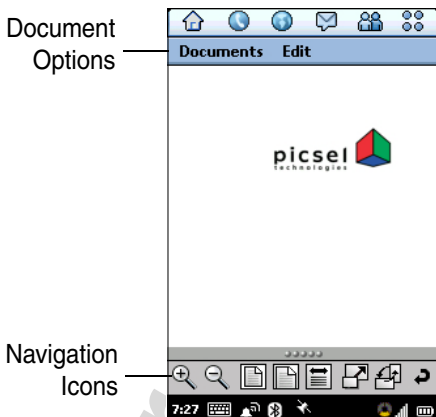 Document
Options
Documents Edit
picsel
technologies
Navigation
Icons
7:27